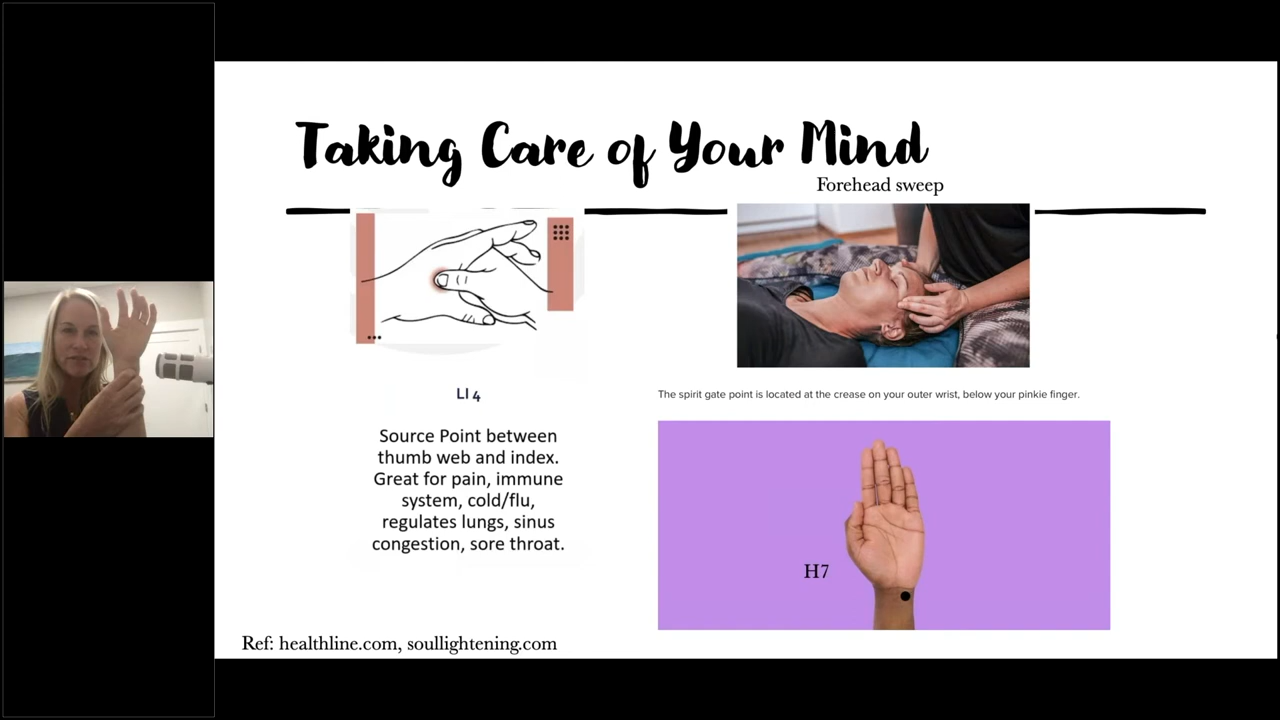 Taking Care of Your Mind
Forehead sweep
LI 4
Source Point between
thumb web and index.
Great for pain, immune
system, cold/flu,
regulates lungs, sinus
congestion, sore throat.
The spirit gate point is located at the crease on your outer wrist, below your pinkie finger.
H7
Ref: healthline.com, soullightening.com